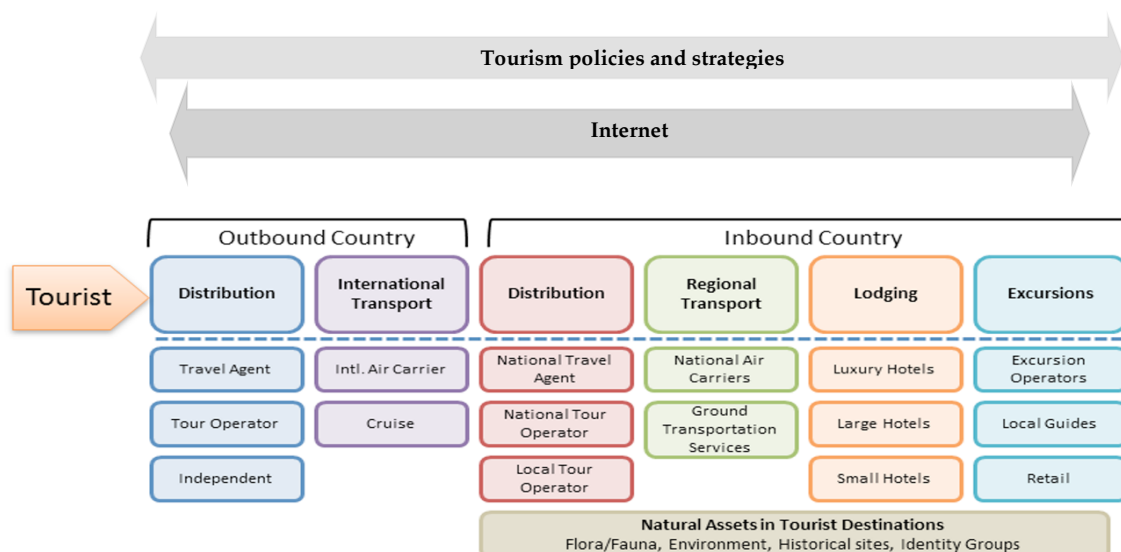 Tourism policies and strategies
Internet
Outbound Country
Inbound Country
Tourist
Distribution
International
Transport
Distribution
Regional
Transport
Lodging
Excursions
Travel Agent
Intl. Air Carrier
National Travel
Agent
National Air
Carriers
Luxury Hotels
Excursion
Operators
Tour Operator
Cruise
National Tour
Operator
Ground
Transportation
Services
Large Hotels
Local Guides
Independent
Local Tour
Operator
Small Hotels
Retail
Natural Assets in Tourist Destinations
Flora/Fauna, Environment, Historical sites, Identity Groups